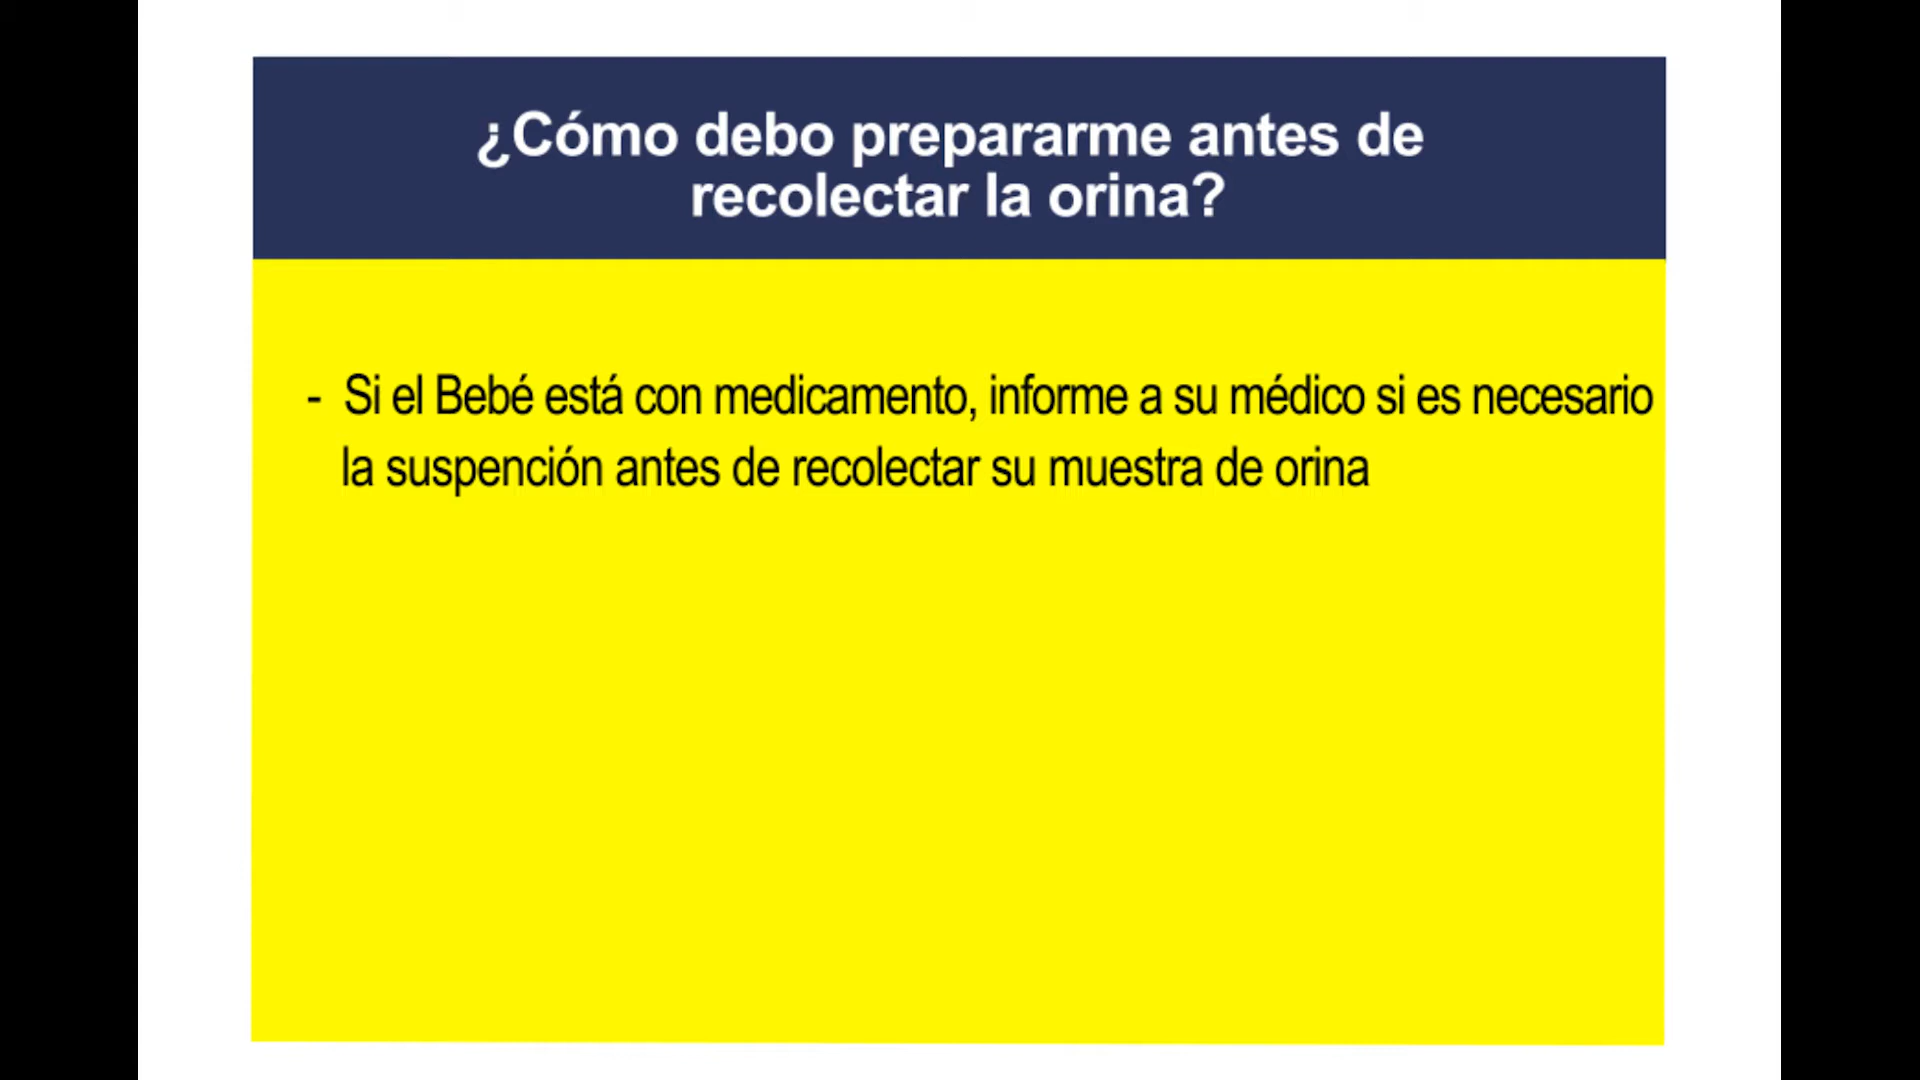 ¿Cómo debo prepararme antes de
recolectar la orina?
- Si el Bebé está con medicamento, informe a su médico si es necesario
la suspención antes de recolectar su muestra de orina